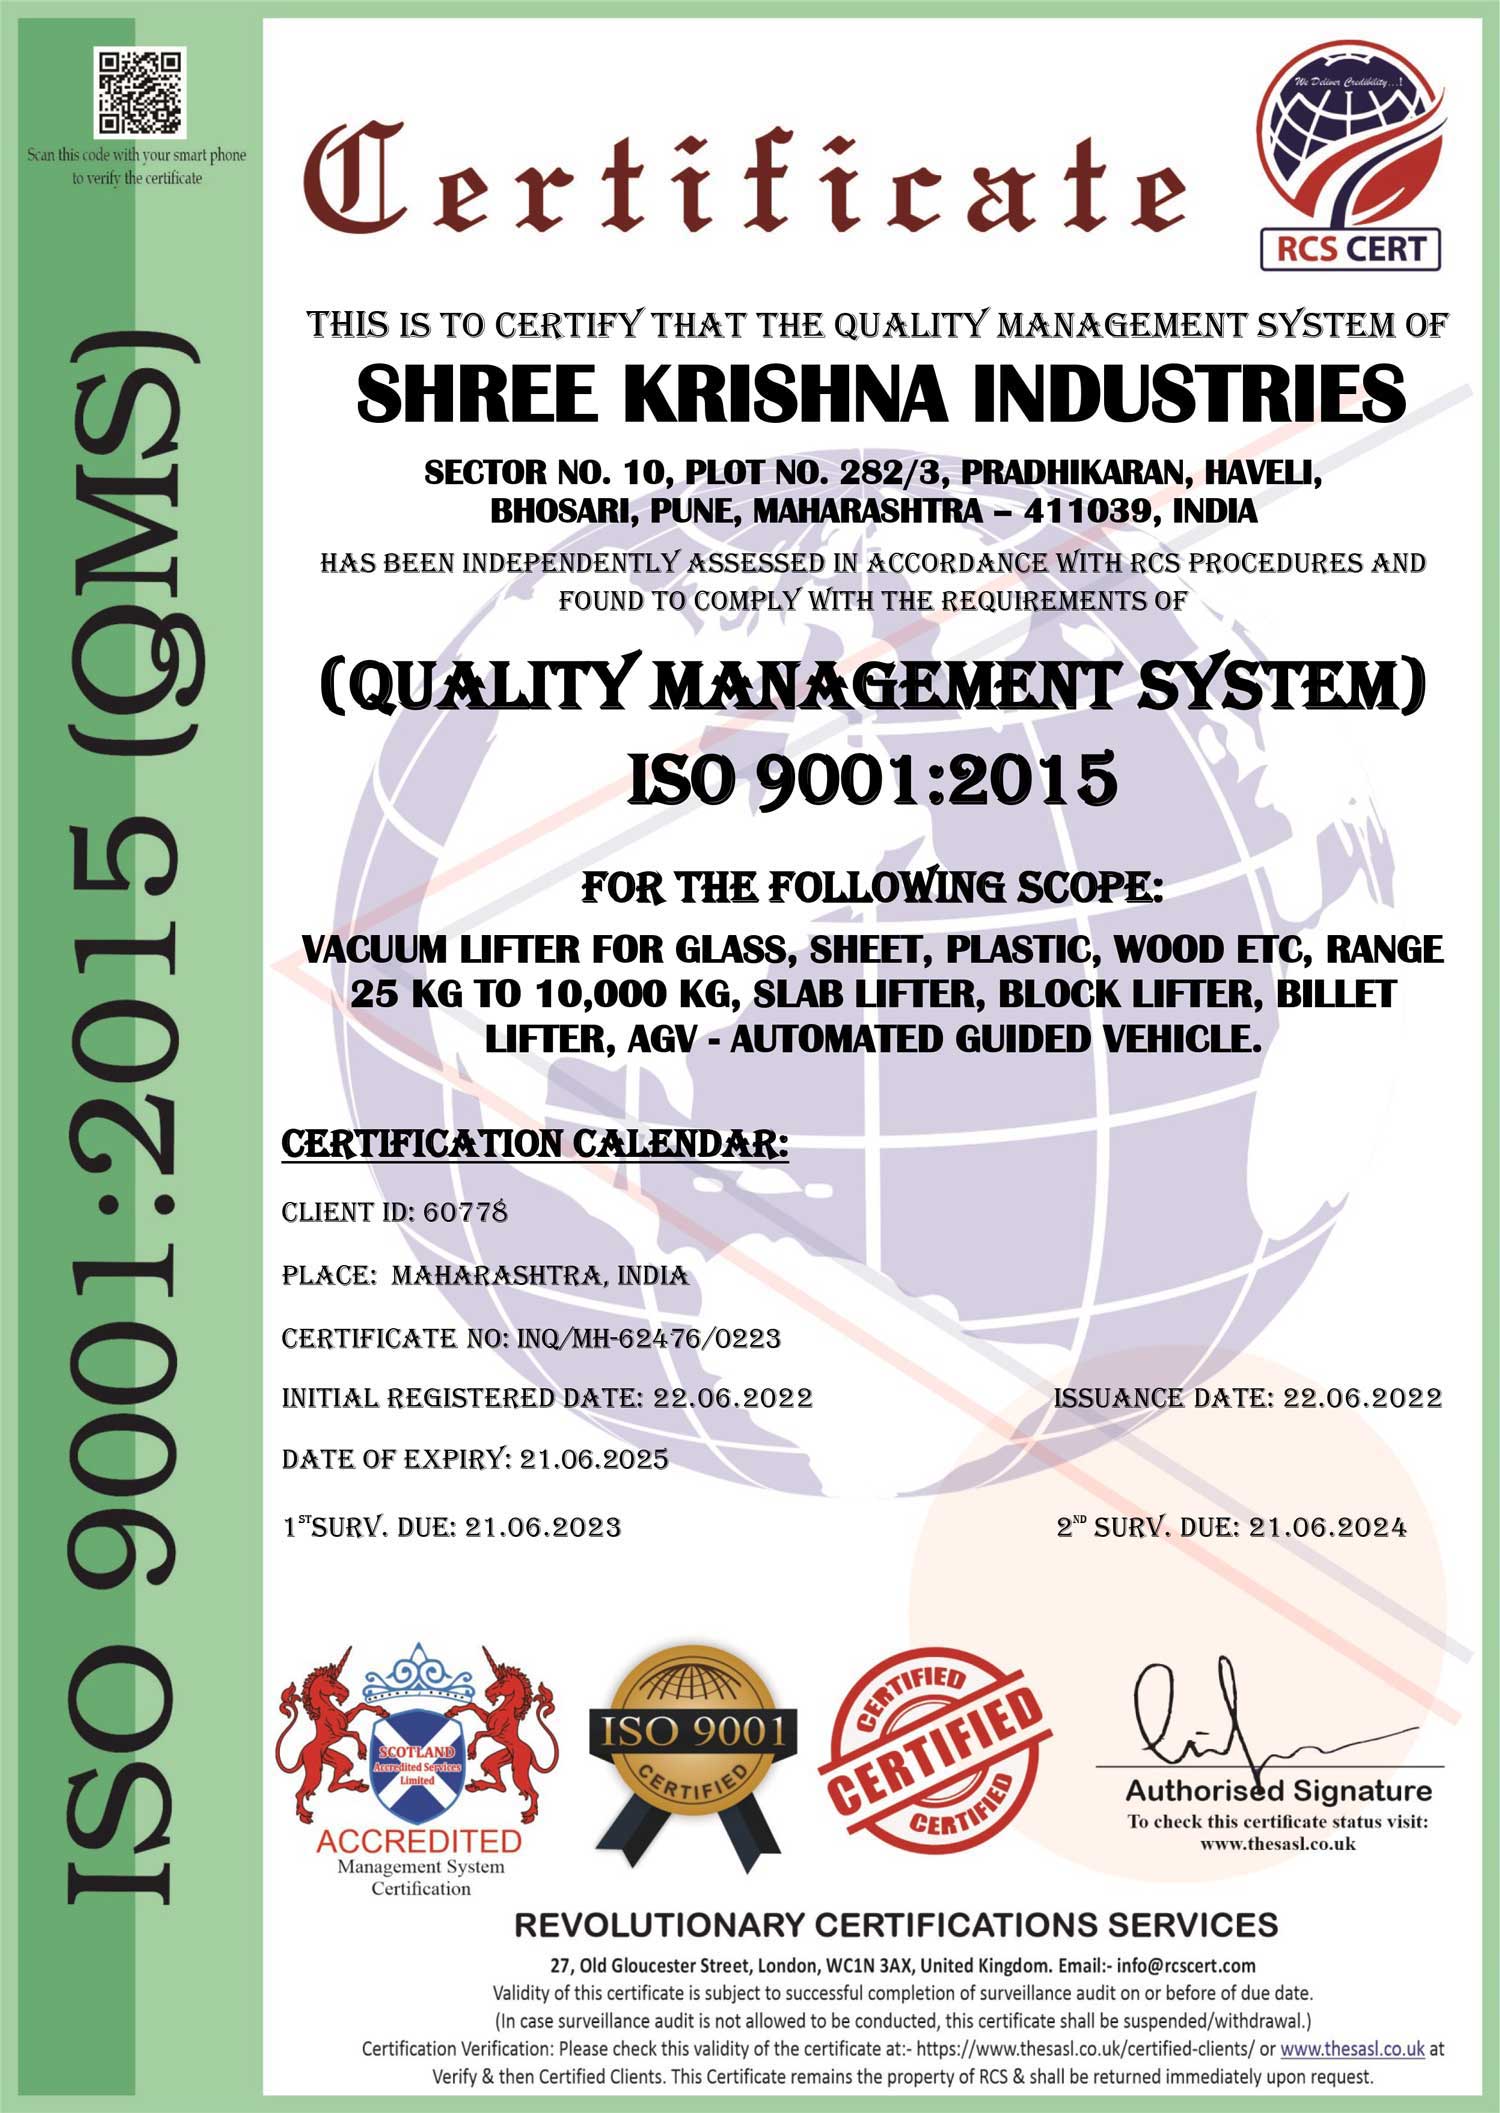 Scan this code with your smart phone
to verify the certificate
ISO 9001:2015 (QMS)
Certificate
We Deliver Credibility...!
RCS CERT
THIS IS TO CERTIFY THAT THE QUALITY MANAGEMENT SYSTEM OF
SHREE KRISHNA INDUSTRIES
SECTOR NO. 10, PLOT NO. 282/3, PRADHIKARAN, HAVELI,
BHOSARI, PUNE, MAHARASHTRA – 411039, INDIA
HAS BEEN INDEPENDENTLY ASSESSED IN ACCORDANCE WITH RCS PROCEDURES AND
FOUND TO COMPLY WITH THE REQUIREMENTS OF
(QUALITY MANAGEMENT SYSTEM)
ISO 9001:2015
FOR THE FOLLOWING SCOPE:
VACUUM LIFTER FOR GLASS, SHEET, PLASTIC, WOOD ETC, RANGE
25 KG TO 10,000 KG, SLAB LIFTER, BLOCK LIFTER, BILLET
LIFTER, AGV - AUTOMATED GUIDED VEHICLE.
CERTIFICATION CALENDAR:
CLIENT ID: 60778
PLACE: MAHARASHTRA, INDIA
CERTIFICATE NO: INQ/MH-62476/0223
INITIAL REGISTERED DATE: 22.06.2022
ISSUANCE DATE: 22.06.2022
DATE OF EXPIRY: 21.06.2025
1ST SURV. DUE: 21.06.2023
2ND SURV. DUE: 21.06.2024
SCOTLAND
Accredited Services
Limited
ACCREDITED
Management System
Certification
ISO 9001
CERTIFIED
CERTIFIED
CERTIFIED
CERTIFIED
Authorised Signature
To check this certificate status visit:
www.thesasl.co.uk
REVOLUTIONARY CERTIFICATIONS SERVICES
27, Old Gloucester Street, London, WC1N 3AX, United Kingdom. Email:- info@rcscert.com
Validity of this certificate is subject to successful completion of surveillance audit on or before of due date.
(In case surveillance audit is not allowed to be conducted, this certificate shall be suspended/withdrawal.)
Certification Verification: Please check this validity of the certificate at:- https://www.thesasl.co.uk/certified-clients/ or www.thesasl.co.uk at
Verify & then Certified Clients. This Certificate remains the property of RCS & shall be returned immediately upon request.